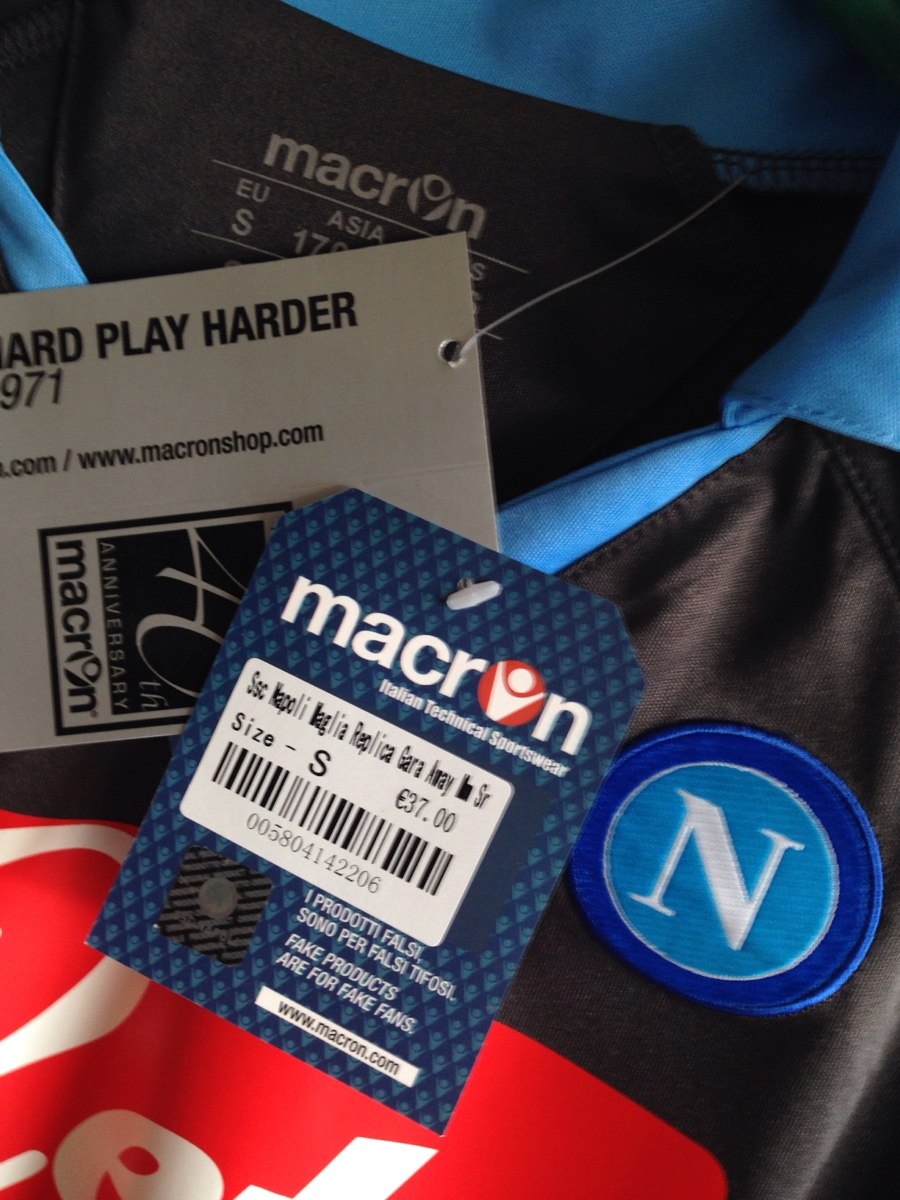 macron
EU
ASIA
S
HARD PLAY HARDER
971
.com / www.macronshop.com
40th
ANNIVERSARY
macron
macron
Italian Technical Sportswear
Ssc Napoli Maglia Replica Gara Away Sr
Size - S
€37.00
005804142206
I PRODOTTI FALSI,
SONO PER FALSI TIFOSI.
FAKE PRODUCTS
ARE FOR FAKE FANS.
www.macron.com
N